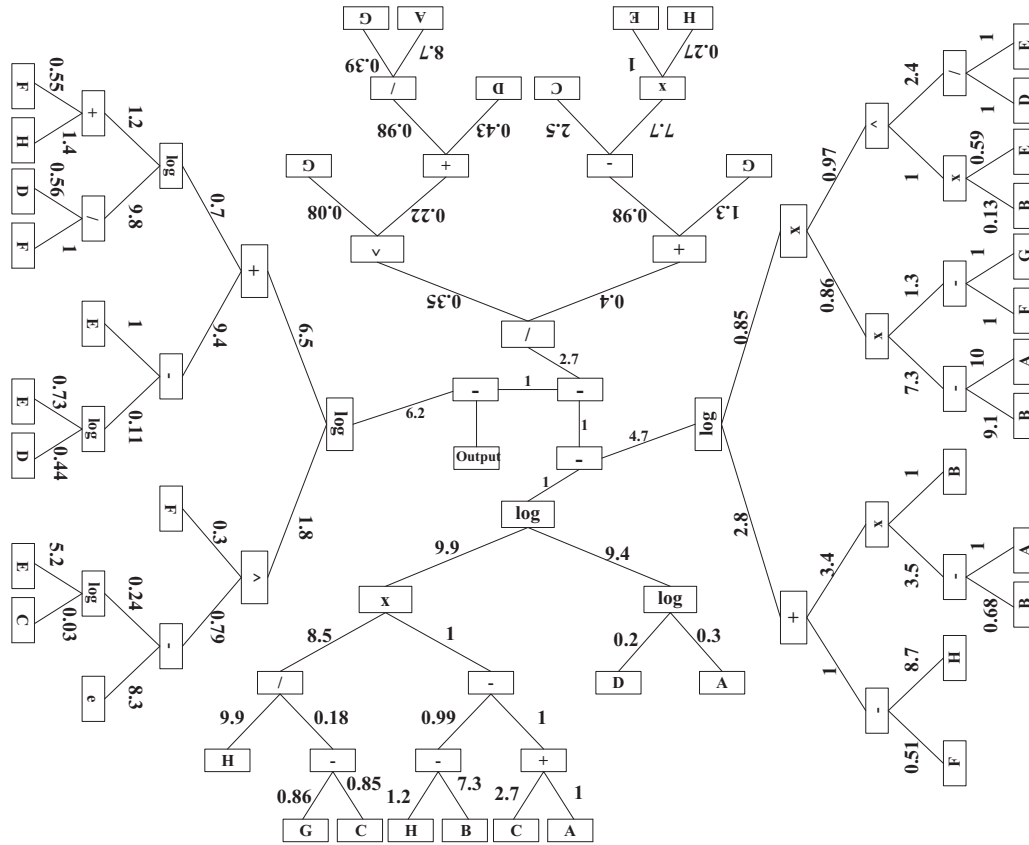 G
A
0.39
8.7
/
D
0.98
0.43
G
+
0.08
0.22
^
E
H
1
0.27
C
x
2.5
7.7
-
G
0.98
1.3
+
0.35
0.4
/
2.7
-
1
-
6.2
Output
1
-
4.7
1
log
9.9
9.4
x
log
8.5
1
0.2
0.3
/
-
D
A
9.9
0.18
0.99
1
H
-
-
+
0.86
0.85
1.2
7.3
2.7
1
G
C
H
B
C
A
F
0.55
H
1.4
+
1.2
D
0.56
F
1
/
9.8
log
0.7
E
1
E
0.73
D
0.44
log
0.11
-
9.4
+
6.5
log
F
0.3
E
5.2
C
0.03
log
0.24
e
8.3
-
0.79
^
1.8
E
1
D
1
/
2.4
E
0.59
B
0.13
x
1
^
0.97
G
1
F
1
-
1.3
A
10
B
9.1
-
7.3
x
0.86
x
0.85
log
B
1
A
1
B
0.68
-
3.5
x
3.4
H
8.7
F
0.51
-
1
+
2.8